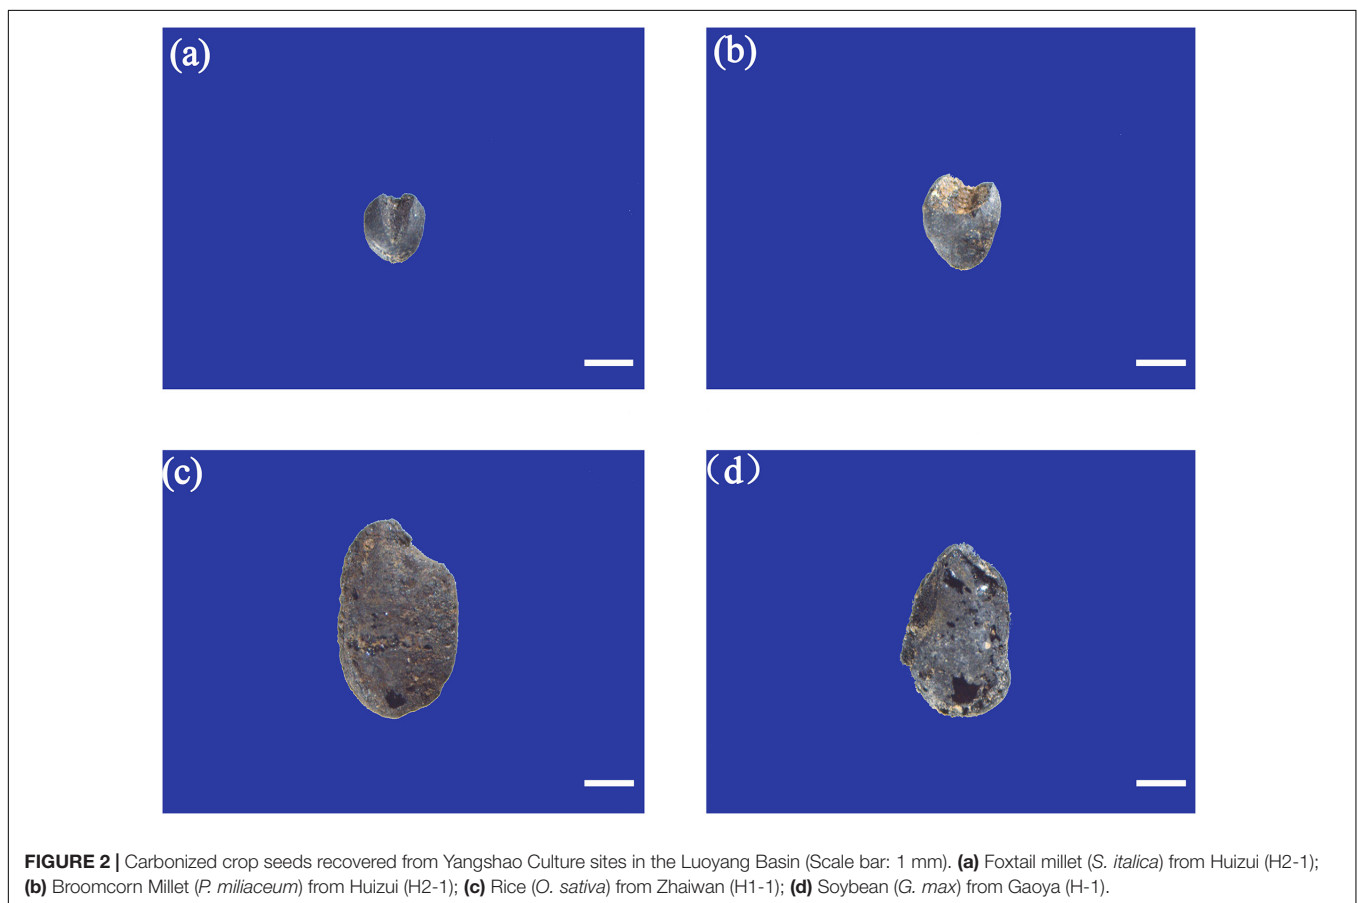 (a)
(b)
(c)
（d）
FIGURE 2 | Carbonized crop seeds recovered from Yangshao Culture sites in the Luoyang Basin (Scale bar: 1 mm). (a) Foxtail millet (S. italica) from Huizui (H2-1);
(b) Broomcorn Millet (P. miliaceum) from Huizui (H2-1); (c) Rice (O. sativa) from Zhaiwan (H1-1); (d) Soybean (G. max) from Gaoya (H-1).